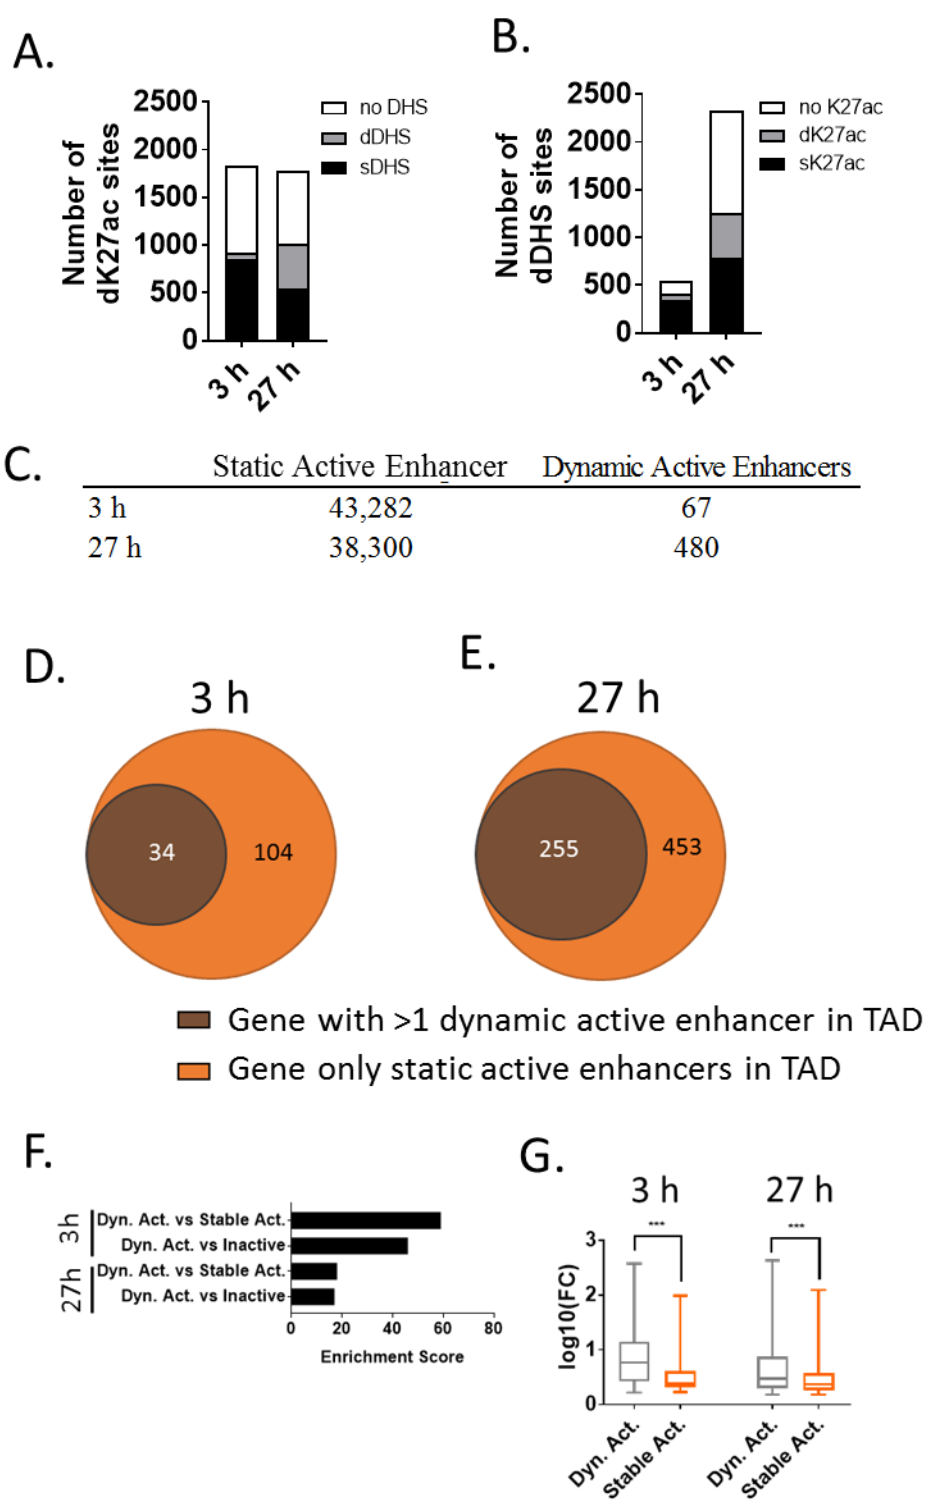 A.
Number of
dK27ac sites
2500
2000
1500
1000
500
0
3 h
27 h
no DHS
dDHS
sDHS
B.
Number of
dDHS sites
2500
2000
1500
1000
500
0
3 h
27 h
no K27ac
dK27ac
sK27ac
C.
Static Active Enhancer Dynamic Active Enhancers
3 h 43,282 67
27 h 38,300 480
D.
3 h
34
104
E.
27 h
255
453
Gene with >1 dynamic active enhancer in TAD
Gene only static active enhancers in TAD
F.
3h
Dyn. Act. vs Stable Act.
Dyn. Act. vs Inactive
27h
Dyn. Act. vs Stable Act.
Dyn. Act. vs Inactive
0 20 40 60 80
Enrichment Score
G.
3 h
27 h
***
***
log10(FC)
3
2
1
0
Dyn. Act.
Stable Act.
Dyn. Act.
Stable Act.